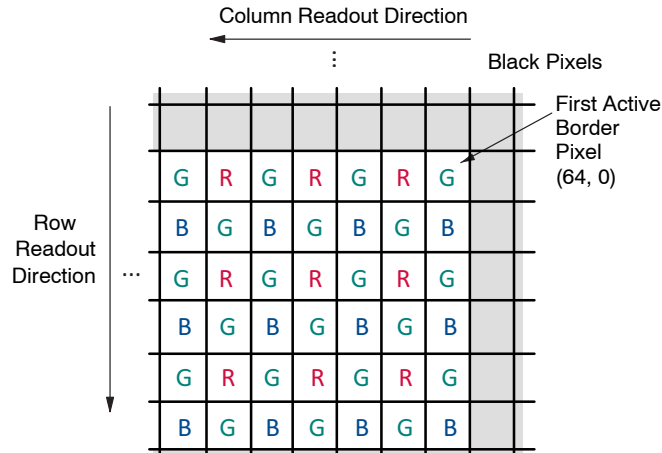 Column Readout Direction
...
Black Pixels
First Active
Border
Pixel
(64, 0)
Row
Readout
Direction
...
G R G R G R G
B G B G B G B
G R G R G R G
B G B G B G B
G R G R G R G
B G B G B G B